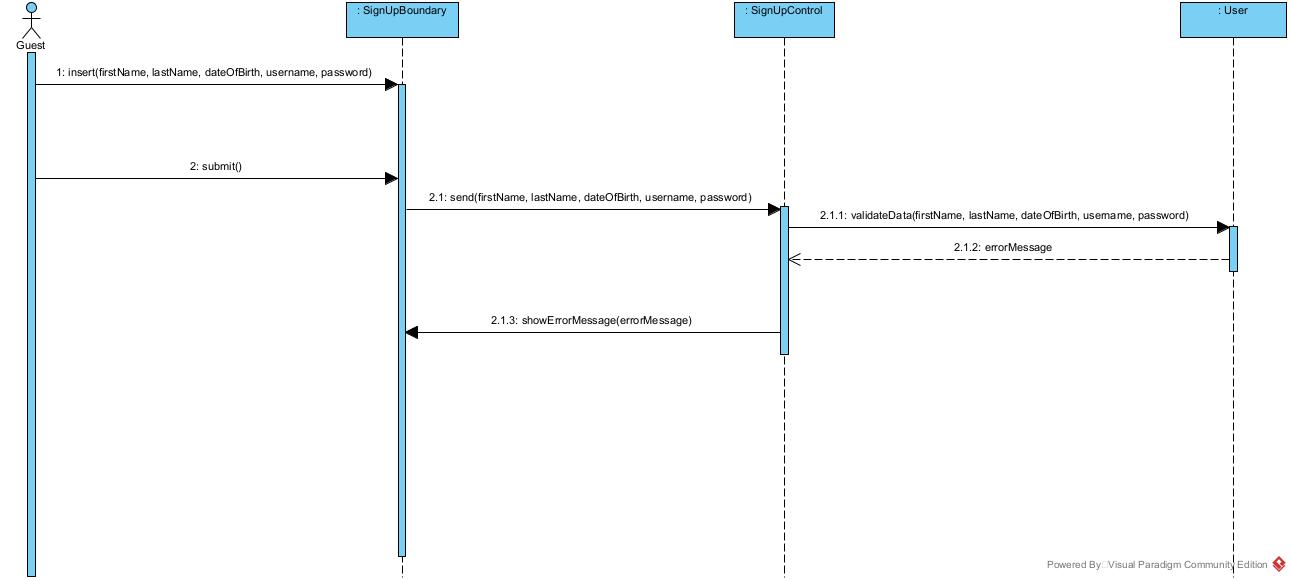 : SignUpBoundary
: SignUpControl
: User
Guest
1: insert(firstName, lastName, dateOfBirth, username, password)
2: submit()
2.1: send(firstName, lastName, dateOfBirth, username, password)
2.1.1: validateData(firstName, lastName, dateOfBirth, username, password)
2.1.2: errorMessage
2.1.3: showErrorMessage(errorMessage)
Powered By Visual Paradigm Community Edition